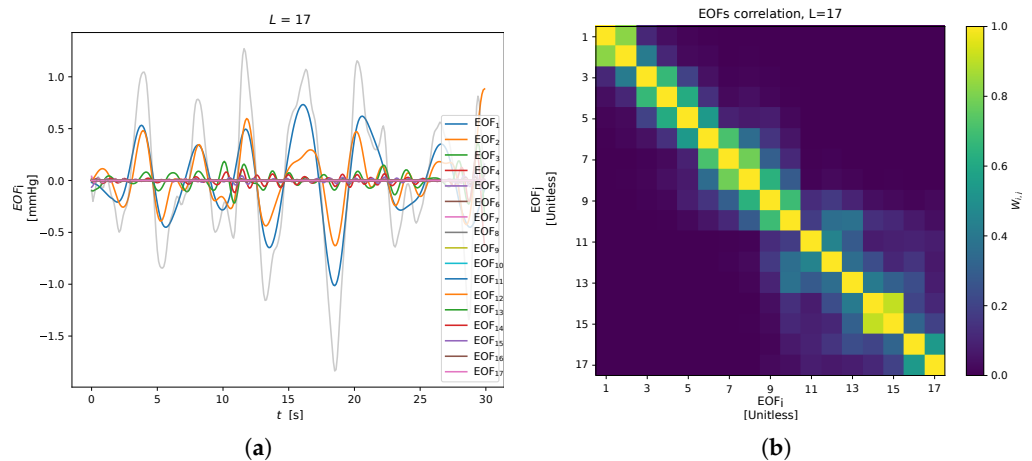 L = 17
EOFᵢ
[mmHg]
1.0
0.5
0.0
−0.5
−1.0
−1.5
0
5
10
15
20
25
30
t [s]
EOF₁
EOF₂
EOF₃
EOF₄
EOF₅
EOF₆
EOF₇
EOF₈
EOF₉
EOF₁₀
EOF₁₁
EOF₁₂
EOF₁₃
EOF₁₄
EOF₁₅
EOF₁₆
EOF₁₇
(a)
EOFs correlation, L=17
EOFⱼ
[Unitless]
1
3
5
7
9
11
13
15
17
1
3
5
7
9
11
13
15
17
EOFᵢ
[Unitless]
1.0
0.8
0.6
0.4
0.2
0.0
Wᵢ,ⱼ
(b)